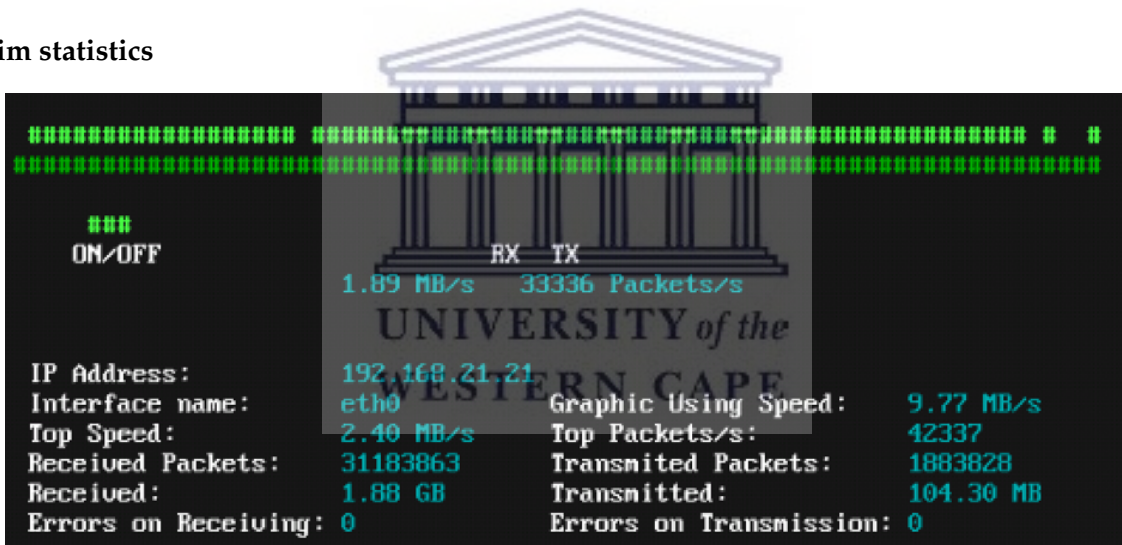 im statistics
################## ################################################ # #
#########################################################################
###
ON/OFF
RX TX
1.89 MB/s 33336 Packets/s
UNIVERSITY of the
WESTERN CAPE
IP Address: 192.168.21.21
Interface name: eth0 Graphic Using Speed: 9.77 MB/s
Top Speed: 2.40 MB/s Top Packets/s: 42337
Received Packets: 31183863 Transmited Packets: 1883828
Received: 1.88 GB Transmitted: 104.30 MB
Errors on Receiving: 0 Errors on Transmission: 0